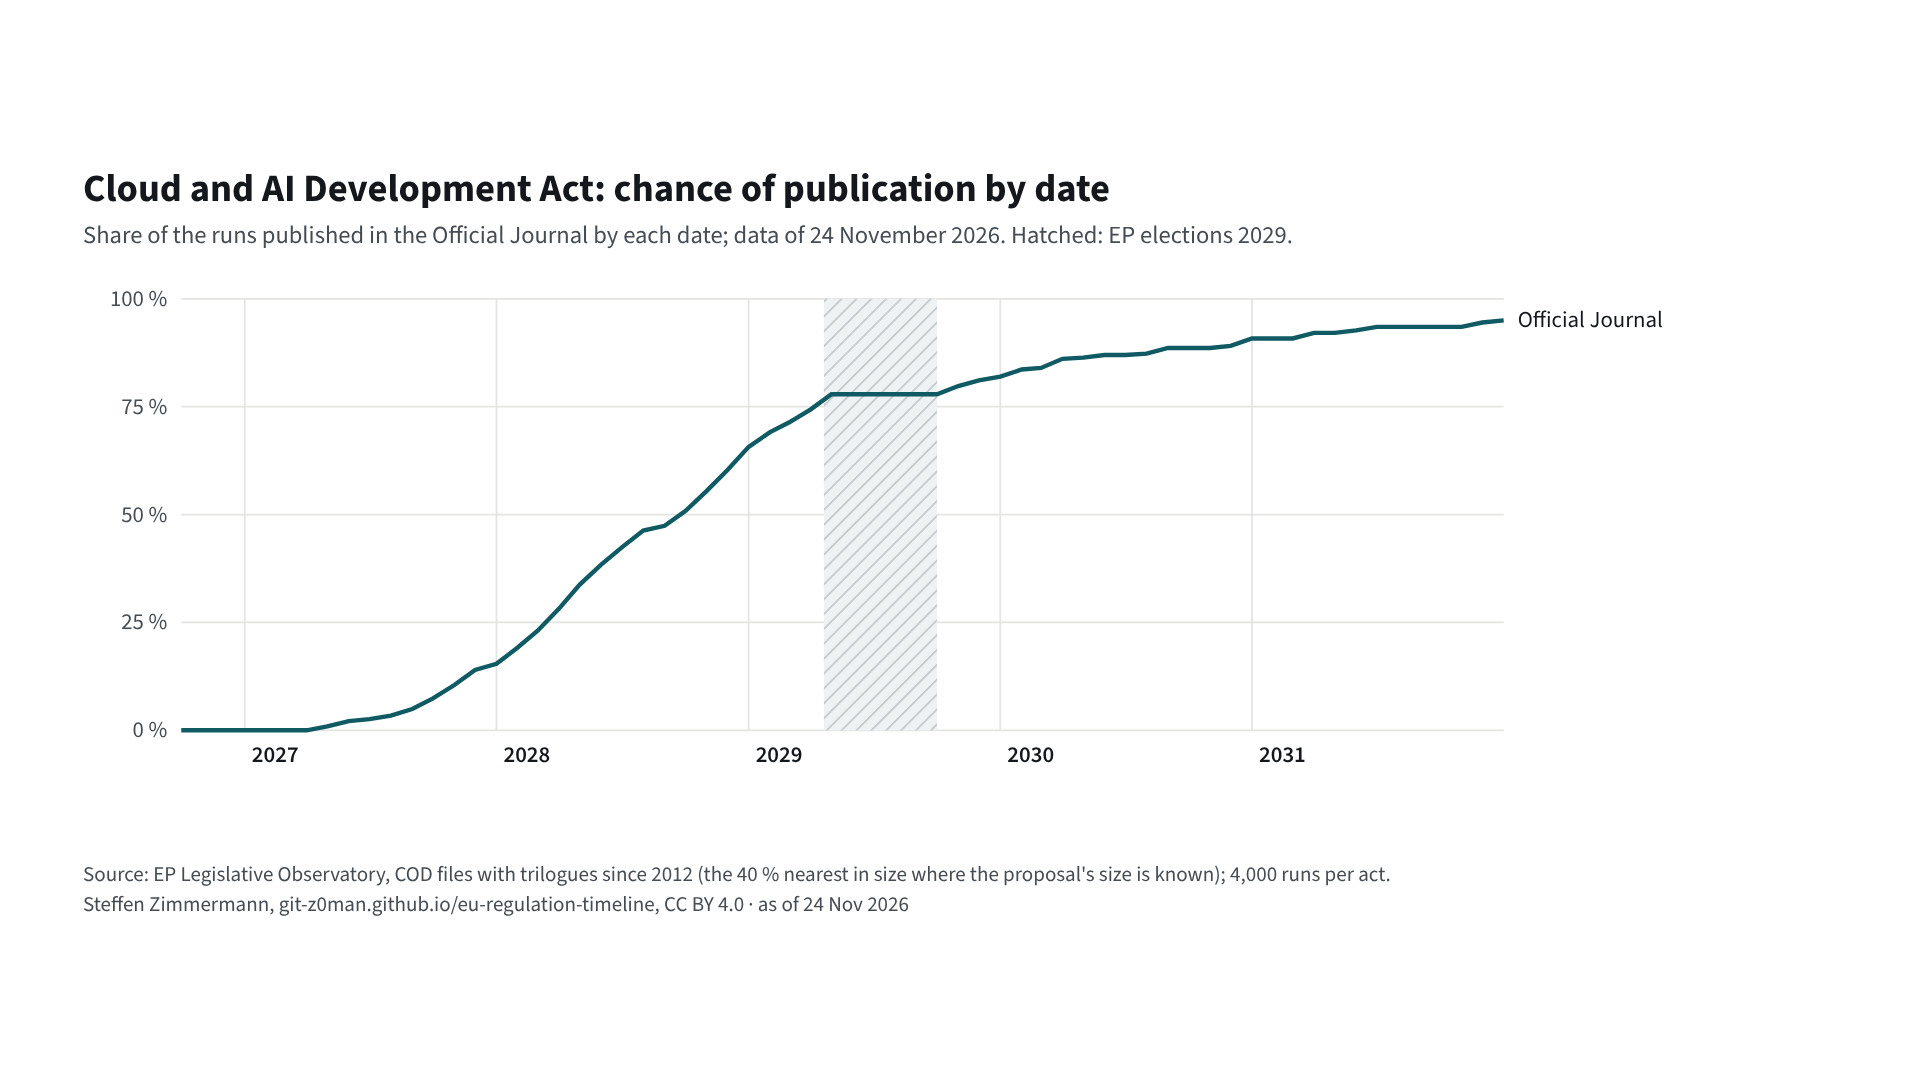 Cloud and AI Development Act: chance of publication by date
Share of the runs published in the Official Journal by each date; data of 24 November 2026. Hatched: EP elections 2029.
100 %
Official Journal
75 %
50 %
25 %
0 %
2027 2028 2029 2030 2031
Source: EP Legislative Observatory, COD files with trilogues since 2012 (the 40 % nearest in size where the proposal's size is known); 4,000 runs per act.
Steffen Zimmermann, git-z0man.github.io/eu-regulation-timeline, CC BY 4.0 · as of 24 Nov 2026